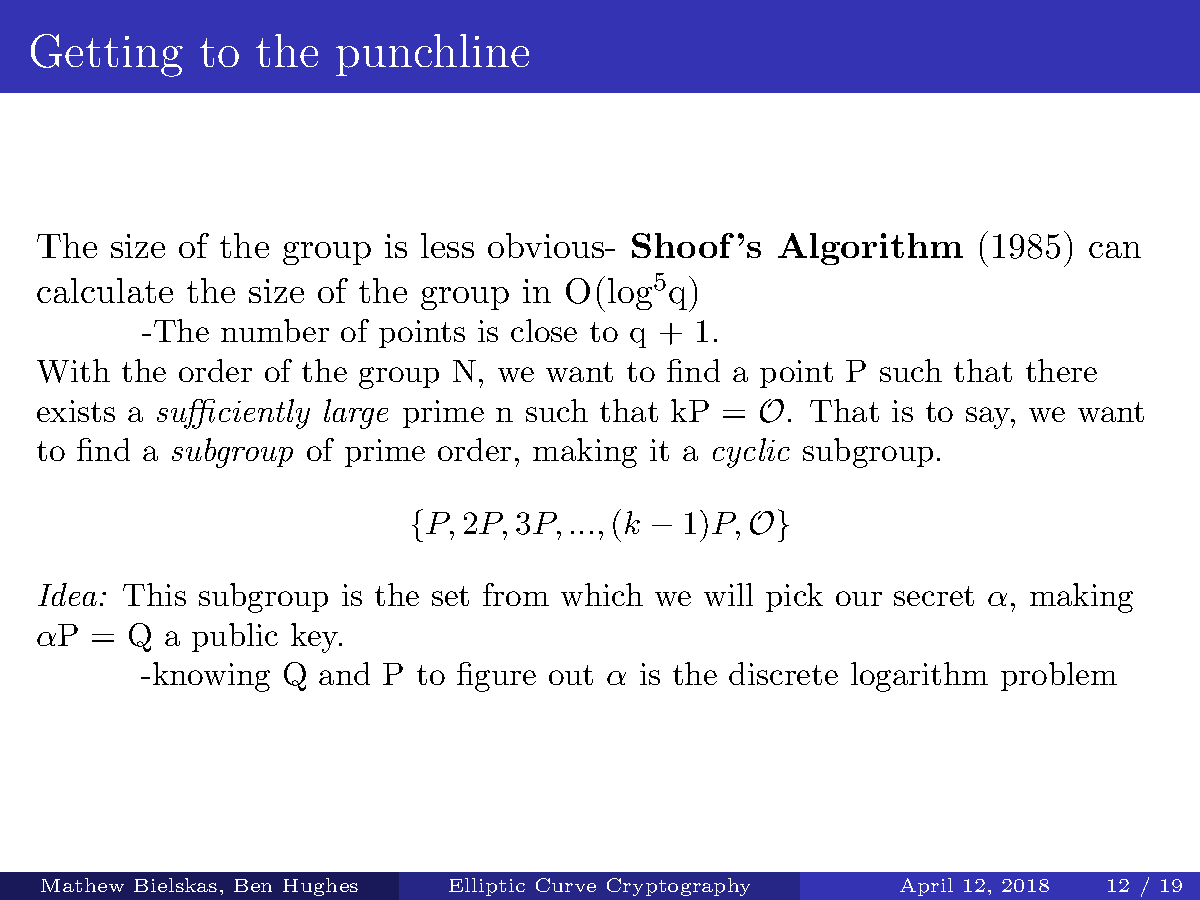 Getting to the punchline
The size of the group is less obvious- Shoof's Algorithm (1985) can
calculate the size of the group in O(log⁵q)
-The number of points is close to q + 1.
With the order of the group N, we want to find a point P such that there
exists a sufficiently large prime n such that kP = 𝒪. That is to say, we want
to find a subgroup of prime order, making it a cyclic subgroup.
{P, 2P, 3P, ..., (k − 1)P, 𝒪}
Idea: This subgroup is the set from which we will pick our secret α, making
αP = Q a public key.
-knowing Q and P to figure out α is the discrete logarithm problem
Mathew Bielskas, Ben Hughes Elliptic Curve Cryptography April 12, 2018 12 / 19